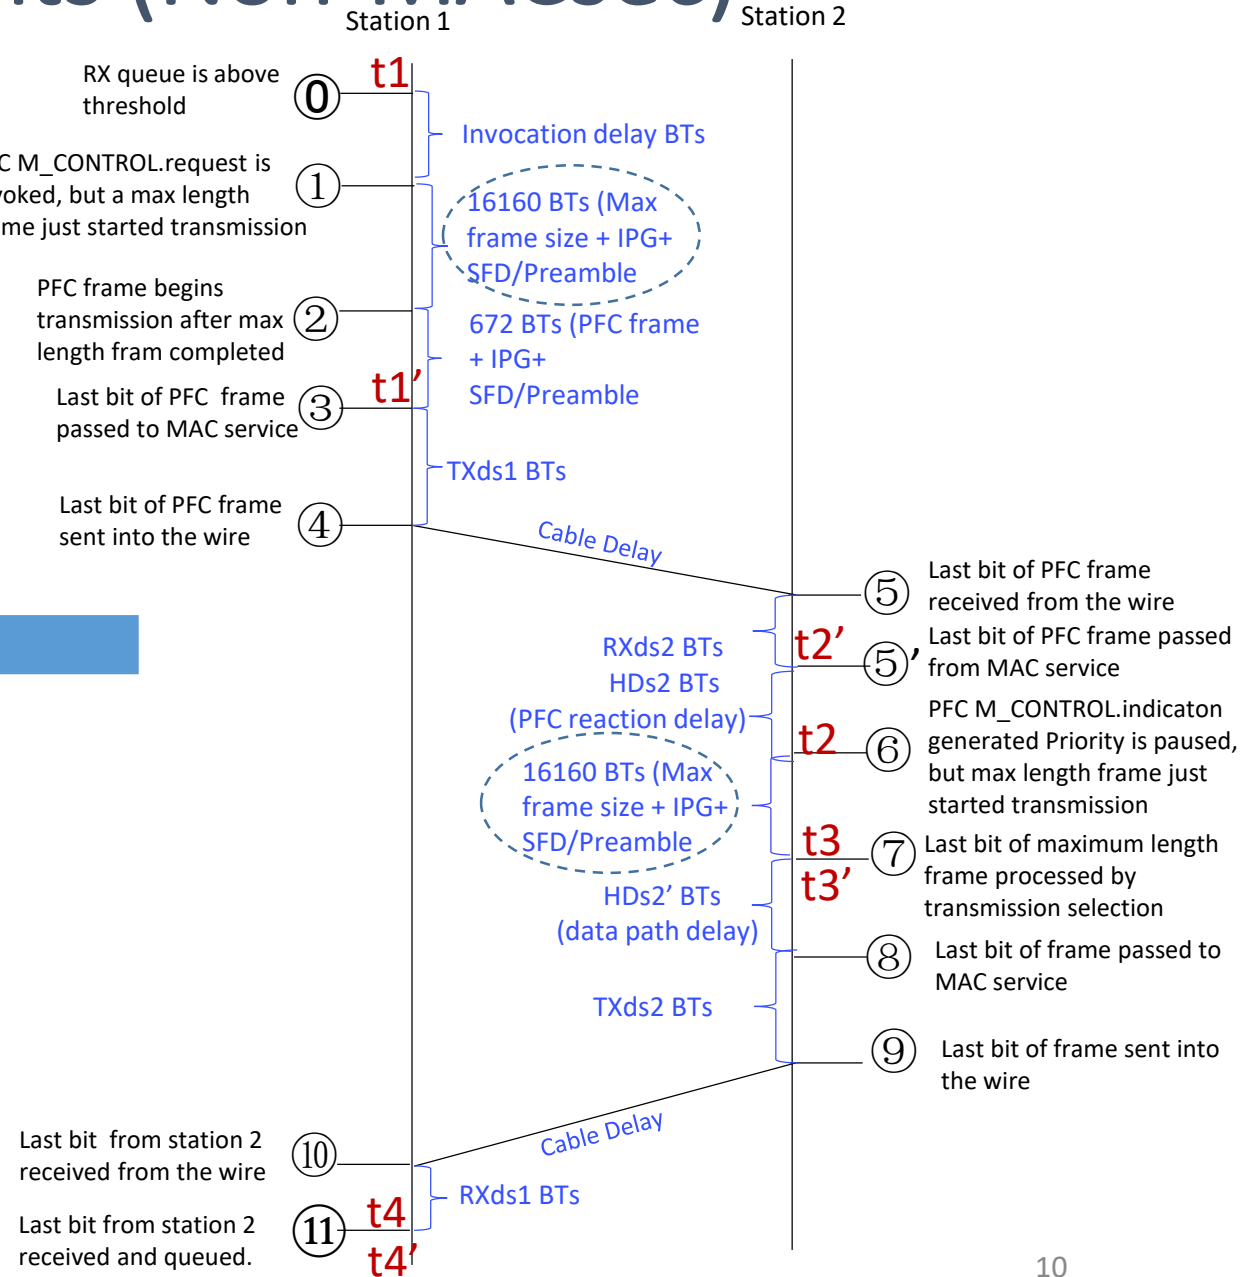 (Non-MACsec)
Station 1
Station 2
t1
RX queue is above
threshold
0
Invocation delay BTs
M_CONTROL.request is
but a max length
just started transmission
①
16160 BTs (Max
frame size + IPG+
SFD/Preamble
PFC frame begins
transmission after max
length fram completed
②
672 BTs (PFC frame
+ IPG+
SFD/Preamble
t1’
Last bit of PFC frame
passed to MAC service
③
TXds1 BTs
Last bit of PFC frame
sent into the wire
④
Cable Delay
⑤
Last bit of PFC frame
received from the wire
RXds2 BTs
t2’
⑤’
Last bit of PFC frame passed
from MAC service
HDs2 BTs
(PFC reaction delay)
t2
⑥
PFC M_CONTROL.indicaton
generated Priority is paused,
but max length frame just
started transmission
16160 BTs (Max
frame size + IPG+
SFD/Preamble
t3
t3’
⑦
Last bit of maximum length
frame processed by
transmission selection
HDs2’ BTs
(data path delay)
⑧
Last bit of frame passed to
MAC service
TXds2 BTs
⑨
Last bit of frame sent into
the wire
Cable Delay
Last bit from station 2
received from the wire
⑩
RXds1 BTs
Last bit from station 2
received and queued.
⑪
t4
t4’
10